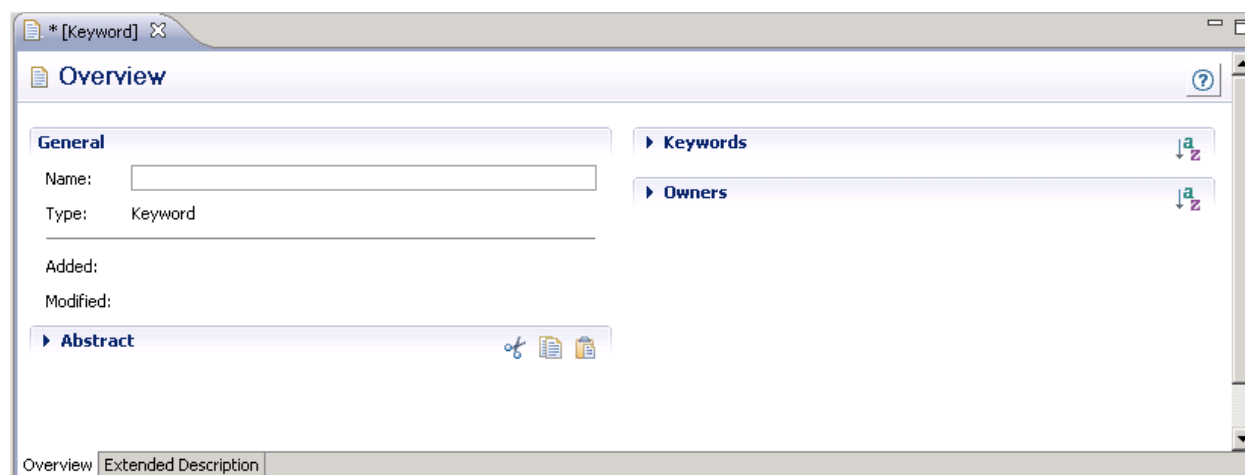 * [Keyword]
Overview
General
Name:
Type: Keyword
Added:
Modified:
Abstract
Keywords
Owners
Overview Extended Description